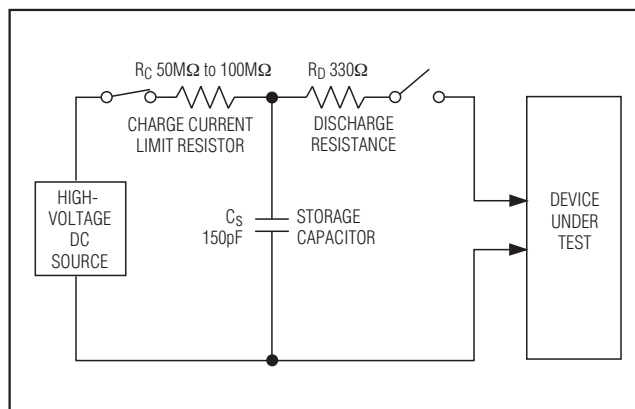 R_C 50MΩ to 100MΩ
CHARGE CURRENT
LIMIT RESISTOR
R_D 330Ω
DISCHARGE
RESISTANCE
HIGH-
VOLTAGE
DC
SOURCE
C_S
150pF
STORAGE
CAPACITOR
DEVICE
UNDER
TEST